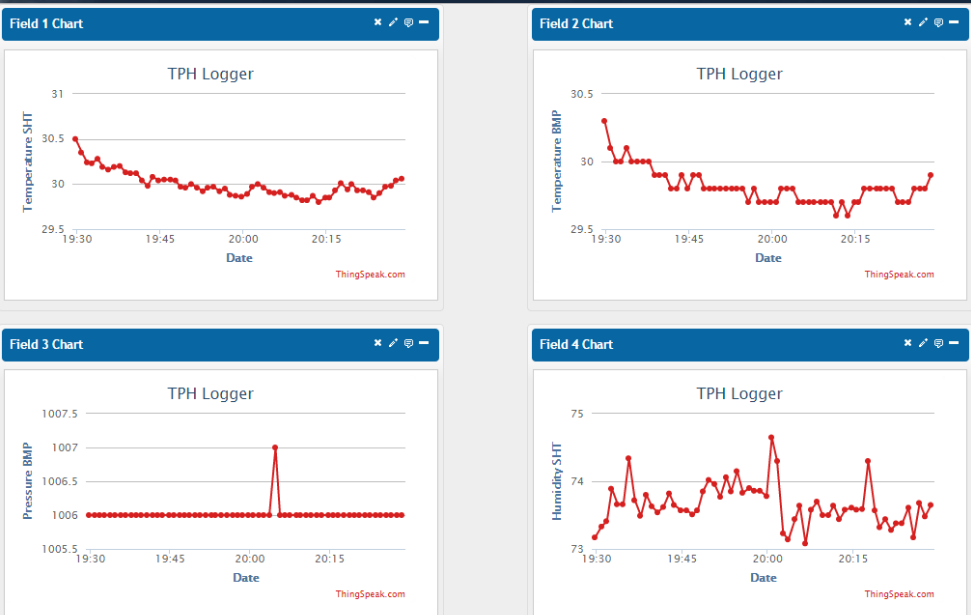 Field 1 Chart
TPH Logger
Temperature SHT
31
30.5
30
29.5
19:30 19:45 20:00 20:15
Date
ThingSpeak.com
Field 2 Chart
TPH Logger
Temperature BMP
30.5
30
29.5
19:30 19:45 20:00 20:15
Date
ThingSpeak.com
Field 3 Chart
TPH Logger
Pressure BMP
1007.5
1007
1006.5
1006
1005.5
19:30 19:45 20:00 20:15
Date
ThingSpeak.com
Field 4 Chart
TPH Logger
Humidity SHT
75
74
73
19:30 19:45 20:00 20:15
Date
ThingSpeak.com